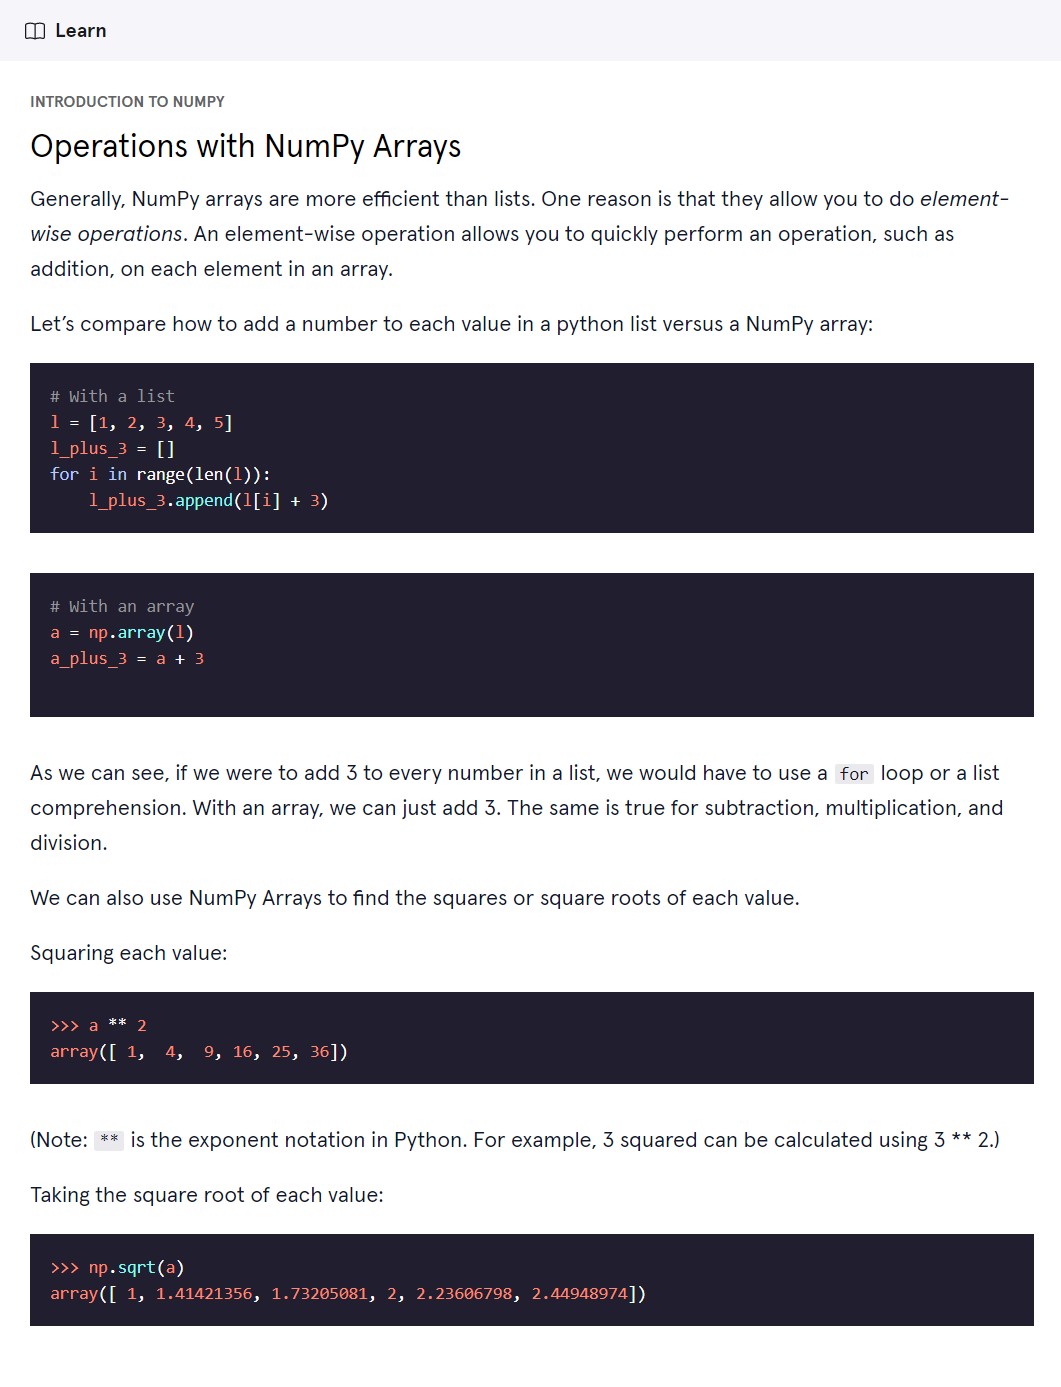 Learn
INTRODUCTION TO NUMPY
Operations with NumPy Arrays
Generally, NumPy arrays are more efficient than lists. One reason is that they allow you to do element-
wise operations. An element-wise operation allows you to quickly perform an operation, such as
addition, on each element in an array.
Let’s compare how to add a number to each value in a python list versus a NumPy array:
# With a list
l = [1, 2, 3, 4, 5]
l_plus_3 = []
for i in range(len(l)):
    l_plus_3.append(l[i] + 3)
# With an array
a = np.array(l)
a_plus_3 = a + 3
As we can see, if we were to add 3 to every number in a list, we would have to use a for loop or a list
comprehension. With an array, we can just add 3. The same is true for subtraction, multiplication, and
division.
We can also use NumPy Arrays to find the squares or square roots of each value.
Squaring each value:
>>> a ** 2
array([ 1,  4,  9, 16, 25, 36])
(Note: ** is the exponent notation in Python. For example, 3 squared can be calculated using 3 ** 2.)
Taking the square root of each value:
>>> np.sqrt(a)
array([ 1, 1.41421356, 1.73205081, 2, 2.23606798, 2.44948974])